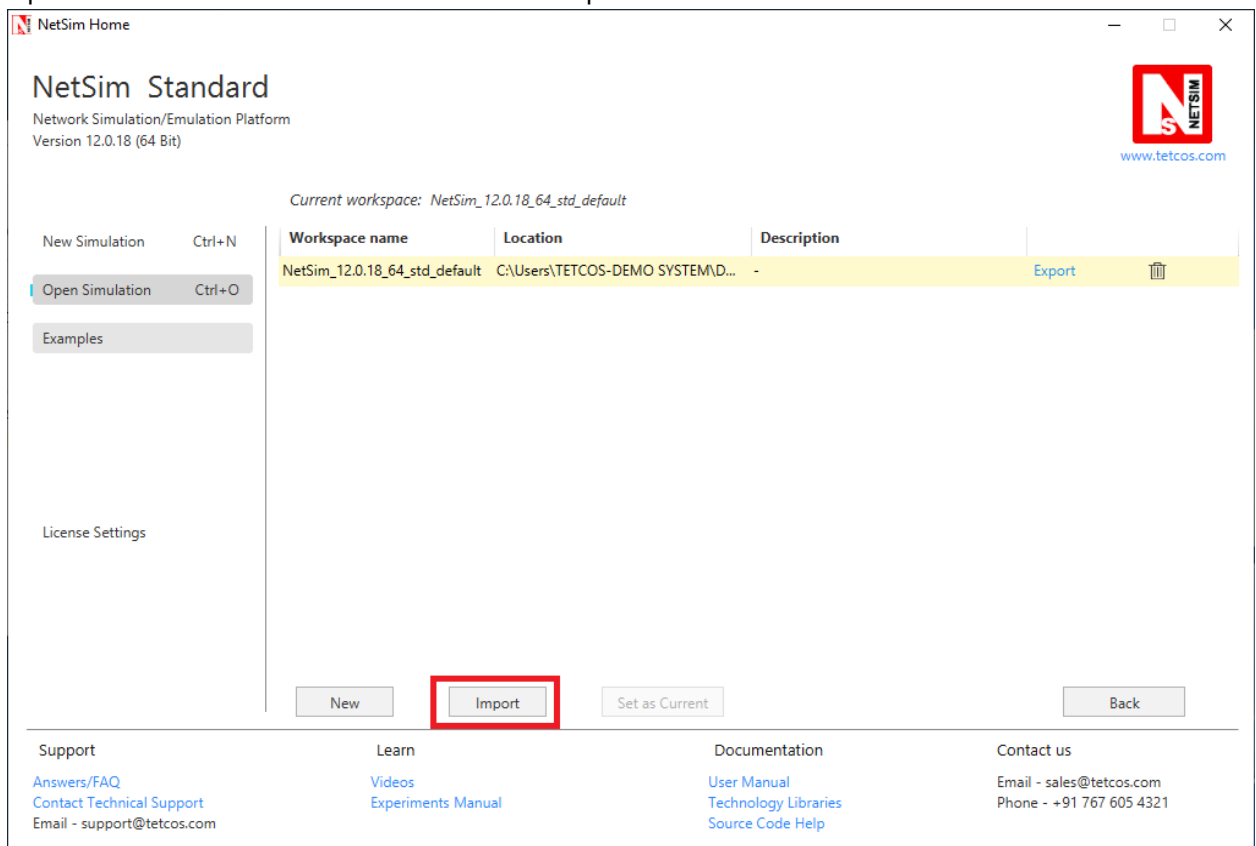 NetSim Home
NetSim Standard
Network Simulation/Emulation Platform
Version 12.0.18 (64 Bit)
NETSIM
www.tetcos.com
Current workspace: NetSim_12.0.18_64_std_default
New Simulation Ctrl+N
Open Simulation Ctrl+O
Examples
License Settings
Workspace name Location Description
NetSim_12.0.18_64_std_default C:\Users\TETCOS-DEMO SYSTEM\D... - Export
New Import Set as Current Back
Support
Answers/FAQ
Contact Technical Support
Email - support@tetcos.com
Learn
Videos
Experiments Manual
Documentation
User Manual
Technology Libraries
Source Code Help
Contact us
Email - sales@tetcos.com
Phone - +91 767 605 4321